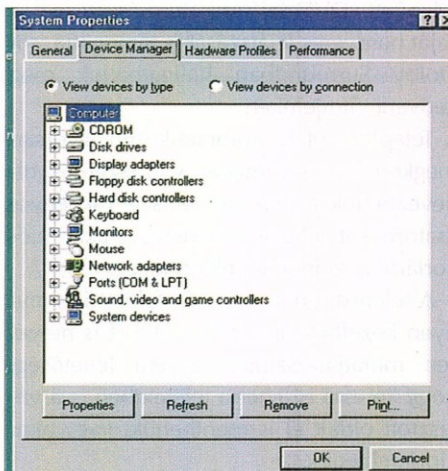 System Properties
General Device Manager Hardware Profiles Performance
View devices by type View devices by connection
Computer
CDROM
Disk drives
Display adapters
Floppy disk controllers
Hard disk controllers
Keyboard
Monitors
Mouse
Network adapters
Ports (COM & LPT)
Sound, video and game controllers
System devices
Properties Refresh Remove Print...
OK Cancel